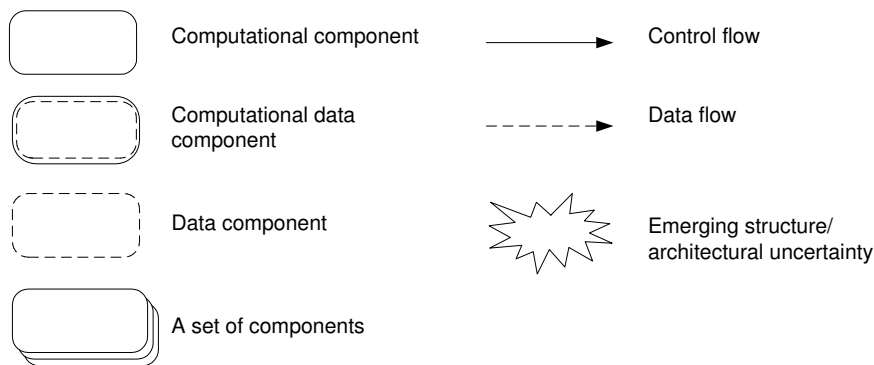 Computational component
Control flow
Computational data
component
Data flow
Data component
Emerging structure/
architectural uncertainty
A set of components